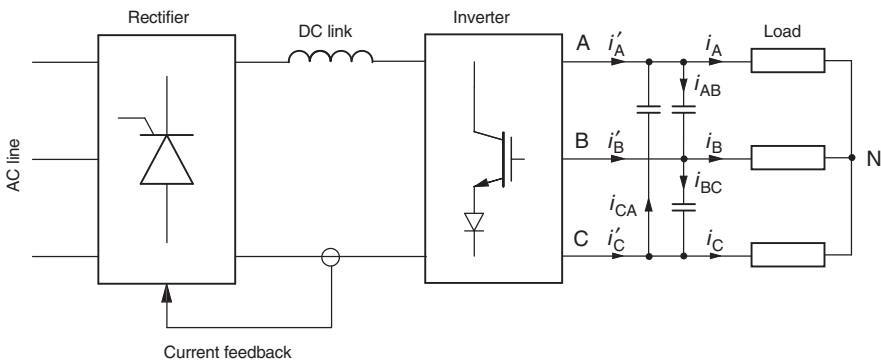 Rectifier
DC link
Inverter
A
i′A
iA
Load
iAB
AC line
B
i′B
iB
N
iBC
iCA
C
i′C
iC
Current feedback